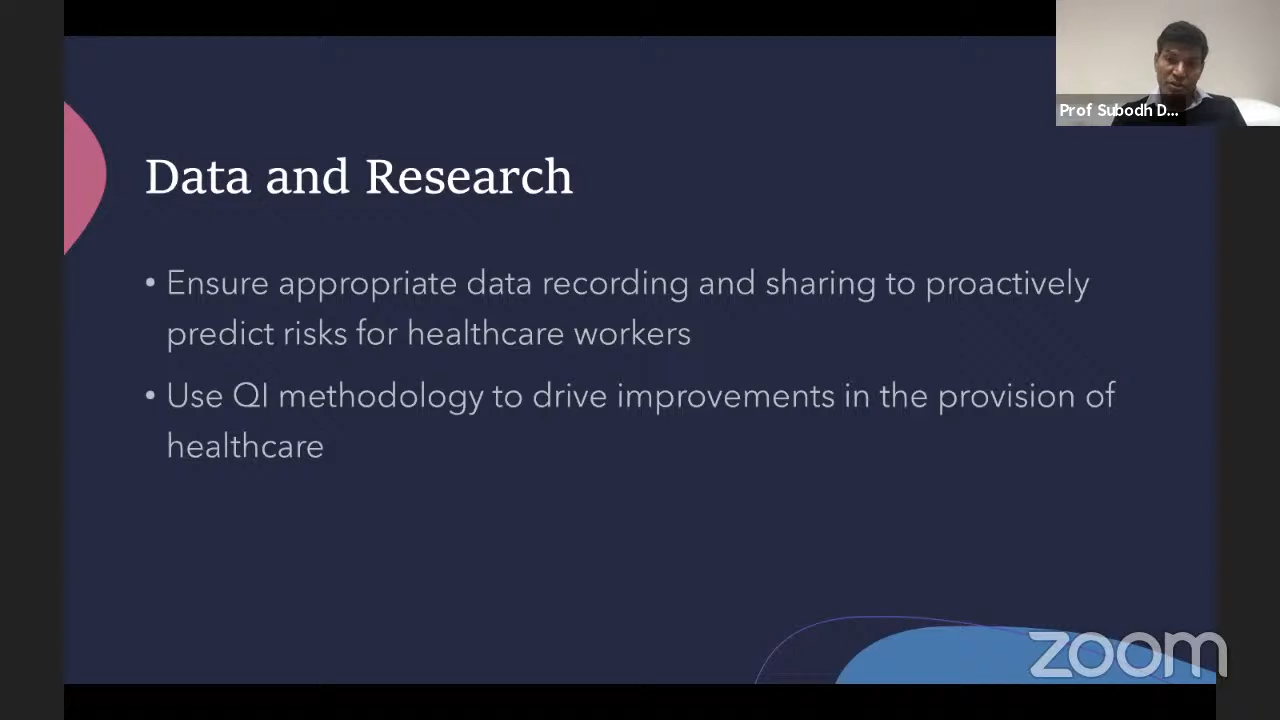 Prof Subodh D...
Data and Research
• Ensure appropriate data recording and sharing to proactively
predict risks for healthcare workers
• Use QI methodology to drive improvements in the provision of
healthcare
zoom